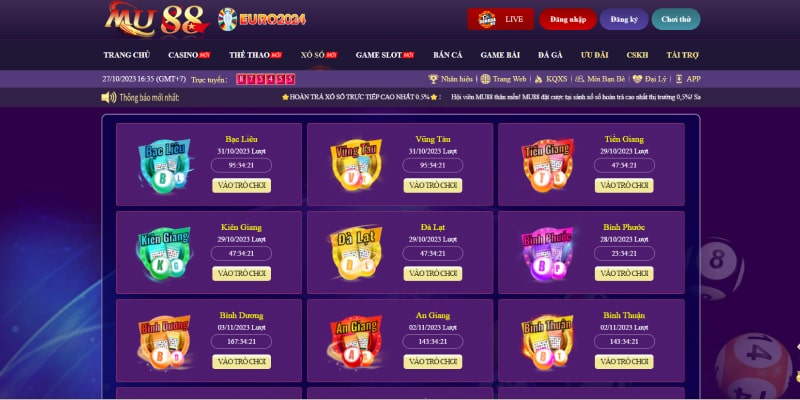 MU 88
EURO2024
LIVE
Đăng nhập
Đăng ký
Chơi thử
TRANG CHỦ
CASINO MỚI
THỂ THAO MỚI
XỔ SỐ MỚI
GAME SLOT MỚI
BẮN CÁ
GAME BÀI
ĐÁ GÀ
ƯU ĐÃI
CSKH
TÀI TRỢ
27/10/2023 16:35 (GMT+7) Trực tuyến: 875455
Nhãn hiệu | Trang Web | KQXS | Mời Bạn Bè | Đại Lý | APP
Thông báo mới nhất:
HOÀN TRẢ XỔ SỐ TRỰC TIẾP CAO NHẤT 0.5% : Hội viên MU88 thân mến! MU88 đặt cược tại sảnh xổ số hoàn trả cao nhất thị trường 0,5%! Sa
Bạc Liêu
Bạc Liêu
31/10/2023 Lượt
95:34:21
VÀO TRÒ CHƠI
Vũng Tàu
Vũng Tàu
31/10/2023 Lượt
95:34:21
VÀO TRÒ CHƠI
Tiền Giang
Tiền Giang
29/10/2023 Lượt
47:34:21
VÀO TRÒ CHƠI
Kiên Giang
Kiên Giang
29/10/2023 Lượt
47:34:21
VÀO TRÒ CHƠI
Đà Lạt
Đà Lạt
29/10/2023 Lượt
47:34:21
VÀO TRÒ CHƠI
Bình Phước
Bình Phước
28/10/2023 Lượt
23:34:21
VÀO TRÒ CHƠI
Bình Dương
Bình Dương
03/11/2023 Lượt
167:34:21
VÀO TRÒ CHƠI
An Giang
An Giang
02/11/2023 Lượt
143:34:21
VÀO TRÒ CHƠI
Bình Thuận
Bình Thuận
02/11/2023 Lượt
143:34:21
VÀO TRÒ CHƠI
8
14